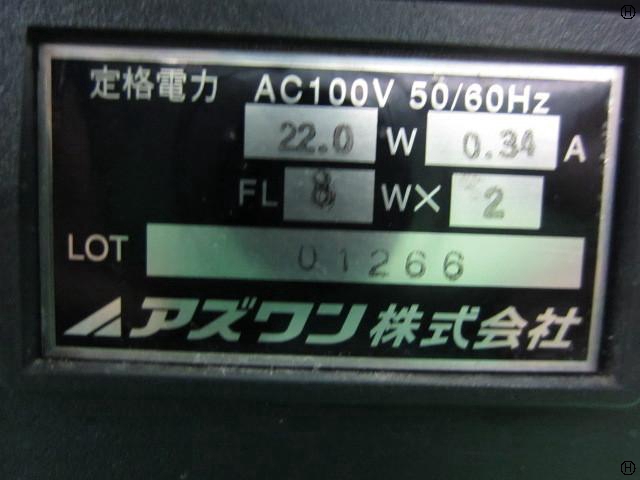 定格電力 AC100V 50/60Hz
22.0 W 0.34 A
FL 8 W× 2
LOT 01266
アズワン株式会社